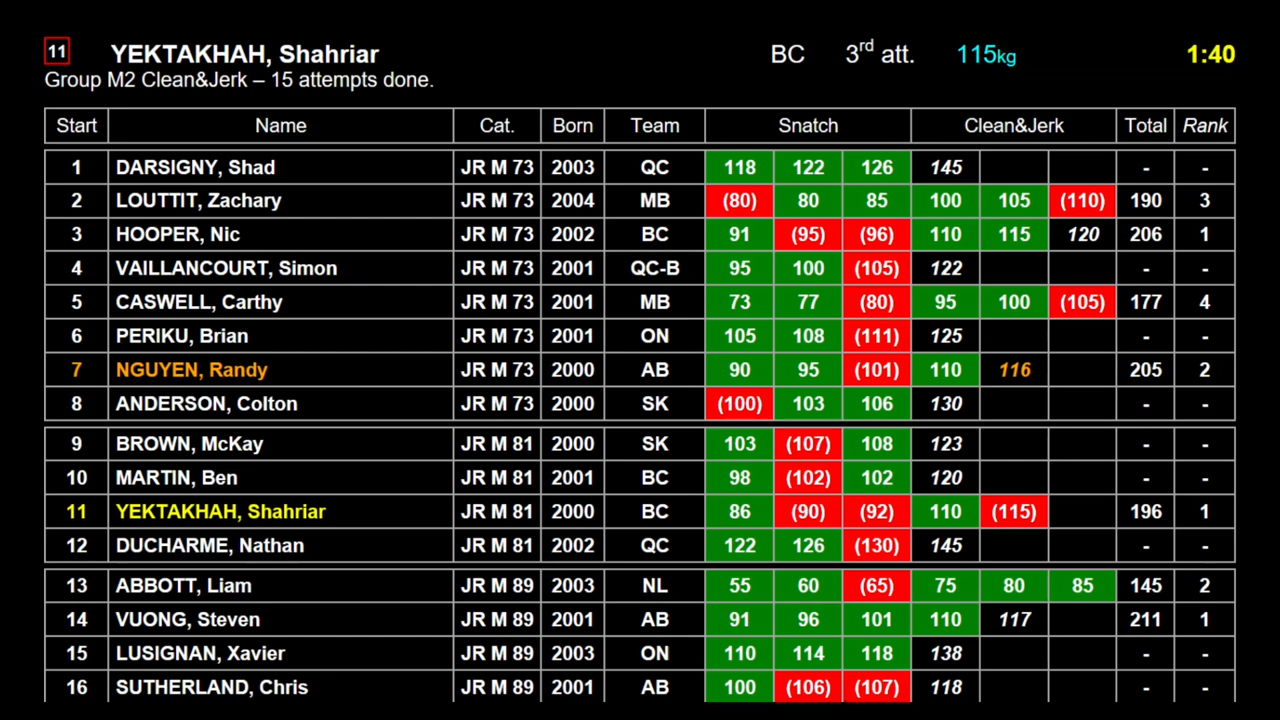 11 YEKTAKHAH, Shahriar BC 3rd att. 115kg 1:40
Group M2 Clean&Jerk – 15 attempts done.
Start Name Cat. Born Team Snatch Clean&Jerk Total Rank
1 DARSIGNY, Shad JR M 73 2003 QC 118 122 126 145 - -
2 LOUTTIT, Zachary JR M 73 2004 MB (80) 80 85 100 105 (110) 190 3
3 HOOPER, Nic JR M 73 2002 BC 91 (95) (96) 110 115 120 206 1
4 VAILLANCOURT, Simon JR M 73 2001 QC-B 95 100 (105) 122 - -
5 CASWELL, Carthy JR M 73 2001 MB 73 77 (80) 95 100 (105) 177 4
6 PERIKU, Brian JR M 73 2001 ON 105 108 (111) 125 - -
7 NGUYEN, Randy JR M 73 2000 AB 90 95 (101) 110 116 205 2
8 ANDERSON, Colton JR M 73 2000 SK (100) 103 106 130 - -
9 BROWN, McKay JR M 81 2000 SK 103 (107) 108 123 - -
10 MARTIN, Ben JR M 81 2001 BC 98 (102) 102 120 - -
11 YEKTAKHAH, Shahriar JR M 81 2000 BC 86 (90) (92) 110 (115) 196 1
12 DUCHARME, Nathan JR M 81 2002 QC 122 126 (130) 145 - -
13 ABBOTT, Liam JR M 89 2003 NL 55 60 (65) 75 80 85 145 2
14 VUONG, Steven JR M 89 2001 AB 91 96 101 110 117 211 1
15 LUSIGNAN, Xavier JR M 89 2003 ON 110 114 118 138 - -
16 SUTHERLAND, Chris JR M 89 2001 AB 100 (106) (107) 118 - -